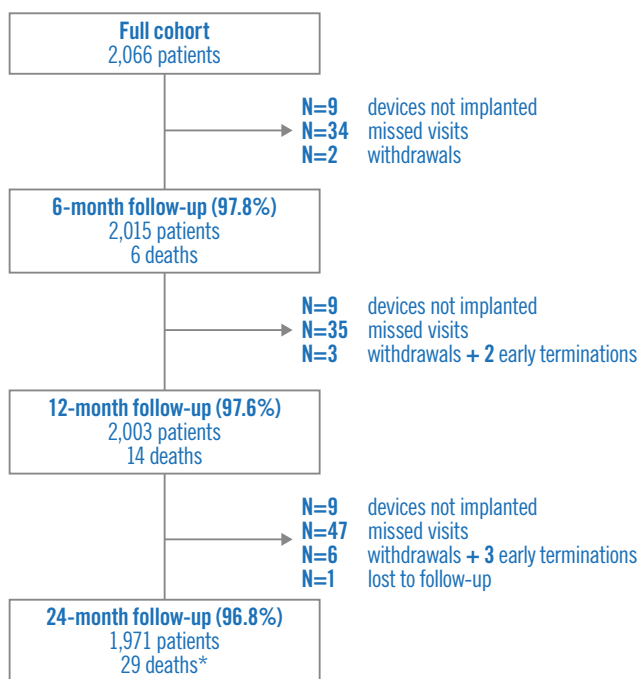 Full cohort
2,066 patients
N=9 devices not implanted
N=34 missed visits
N=2 withdrawals
6-month follow-up (97.8%)
2,015 patients
6 deaths
N=9 devices not implanted
N=35 missed visits
N=3 withdrawals + 2 early terminations
12-month follow-up (97.6%)
2,003 patients
14 deaths
N=9 devices not implanted
N=47 missed visits
N=6 withdrawals + 3 early terminations
N=1 lost to follow-up
24-month follow-up (96.8%)
1,971 patients
29 deaths*